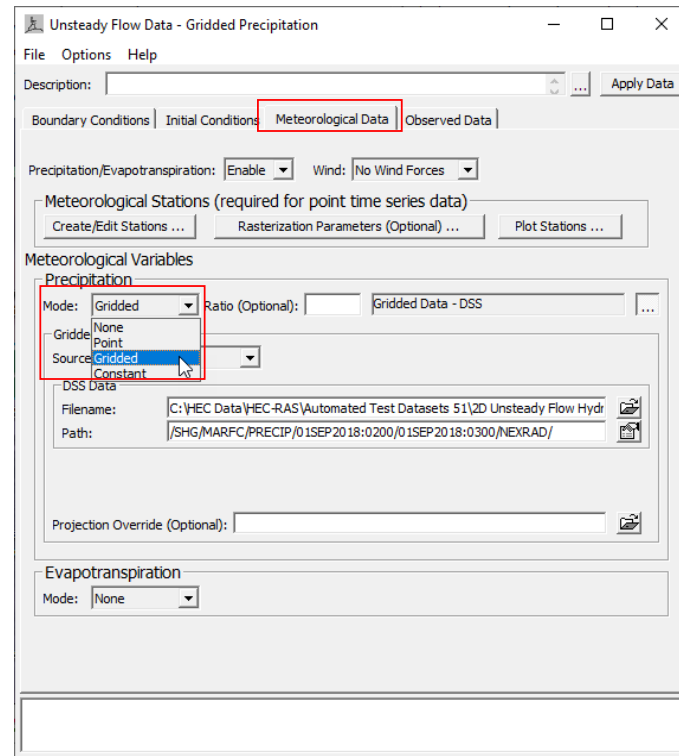 Unsteady Flow Data - Gridded Precipitation
File Options Help
Description: ... Apply Data
Boundary Conditions Initial Conditions Meteorological Data Observed Data
Precipitation/Evapotranspiration: Enable Wind: No Wind Forces
Meteorological Stations (required for point time series data)
Create/Edit Stations ... Rasterization Parameters (Optional) ... Plot Stations ...
Meteorological Variables
Precipitation
Mode: Gridded Ratio (Optional): Gridded Data - DSS ...
None
Gridde
Point
Source Gridded
Constant
DSS Data
Filename: C:\HEC Data\HEC-RAS\Automated Test Datasets 51\2D Unsteady Flow Hydr
Path: /SHG/MARFC/PRECIP/01SEP2018:0200/01SEP2018:0300/NEXRAD/
Projection Override (Optional):
Evapotranspiration
Mode: None